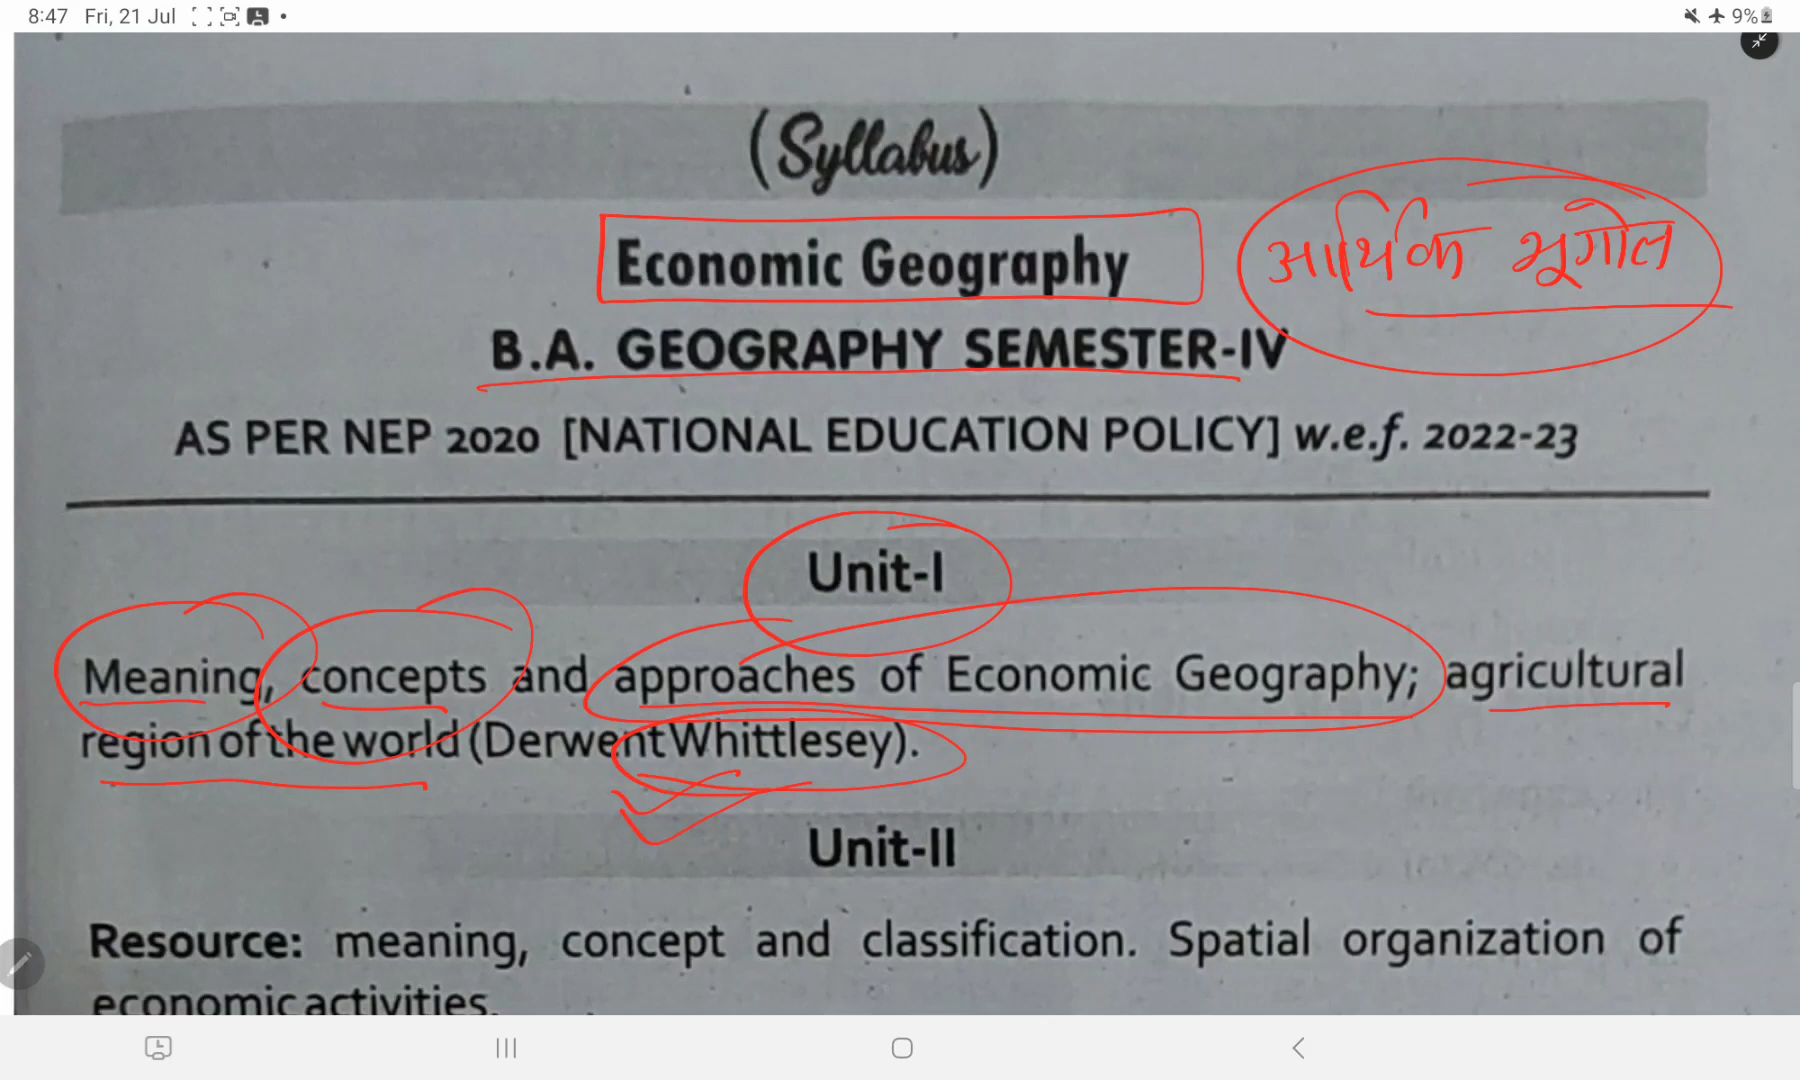 8:47 Fri, 21 Jul
9%
(Syllabus)
Economic Geography
आर्थिक भूगोल
B.A. GEOGRAPHY SEMESTER-IV
AS PER NEP 2020 [NATIONAL EDUCATION POLICY] w.e.f. 2022-23
Unit-I
Meaning, concepts and approaches of Economic Geography; agricultural
region of the world (Derwent Whittlesey).
Unit-II
Resource: meaning, concept and classification. Spatial organization of
economic activities.